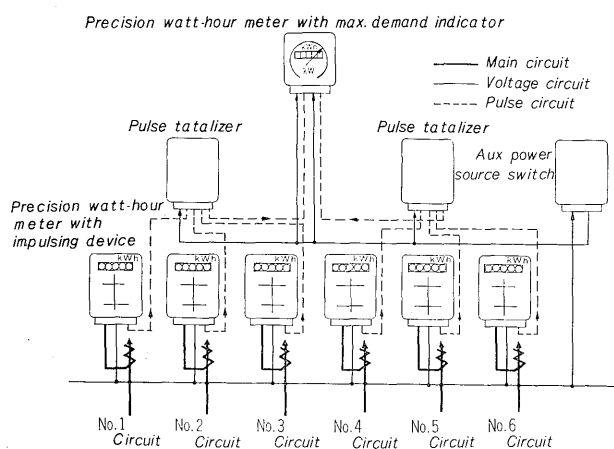 Precision watt-hour meter with max. demand indicator
kWh
kW
Main circuit
Voltage circuit
Pulse circuit
Pulse tatalizer
Pulse tatalizer
Aux power
source switch
Precision watt-hour
meter with
impulsing device
kWh
kWh
kWh
kWh
kWh
kWh
No.1
Circuit
No.2
Circuit
No.3
Circuit
No.4
Circuit
No.5
Circuit
No.6
Circuit